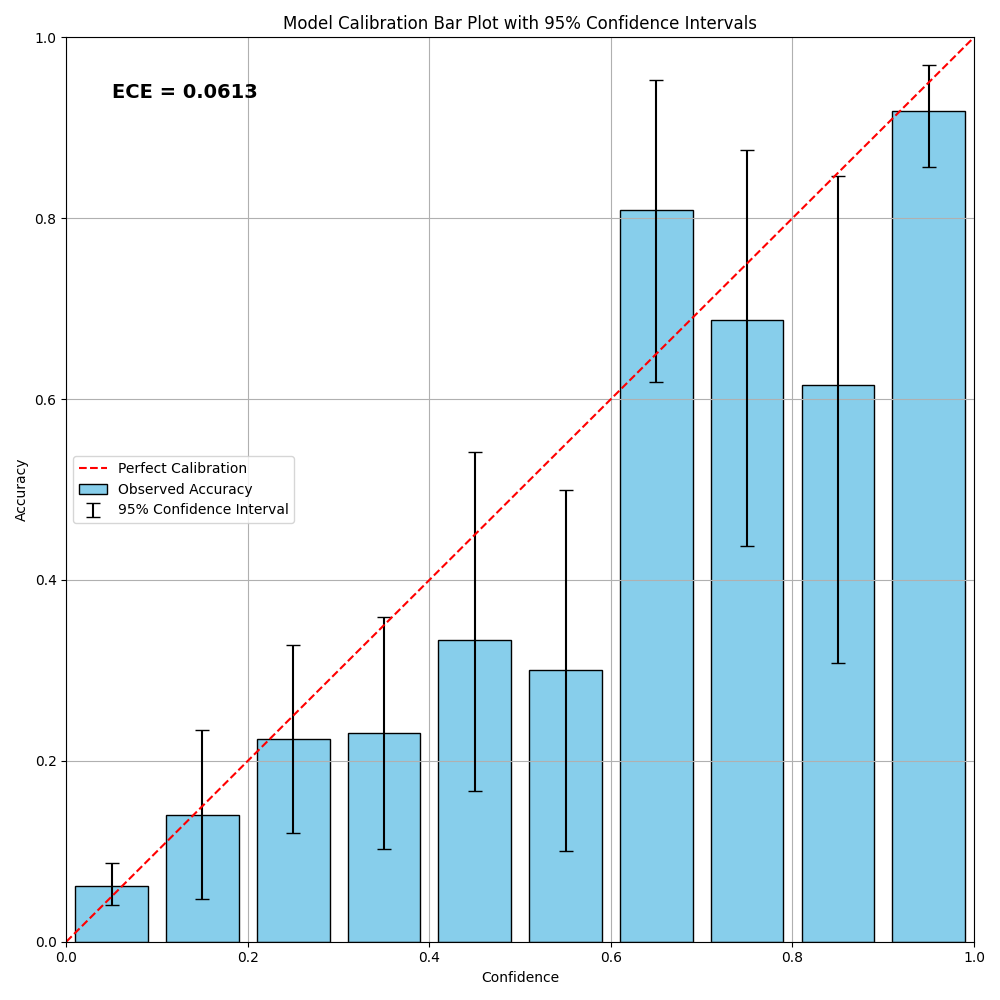 Model Calibration Bar Plot with 95% Confidence Intervals
1.0
ECE = 0.0613
0.8
0.6
Accuracy
Perfect Calibration
Observed Accuracy
95% Confidence Interval
0.4
0.2
0.0
0.0 0.2 0.4 0.6 0.8 1.0
Confidence